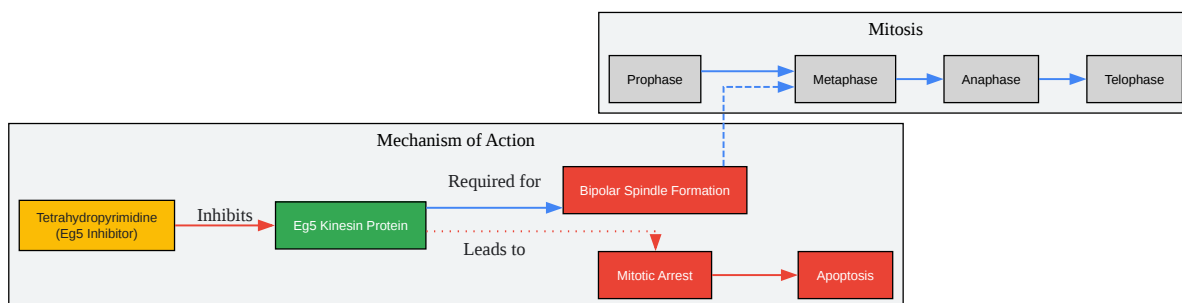 Mitosis
Prophase
Metaphase
Anaphase
Telophase
Mechanism of Action
Tetrahydropyrimidine
(Eg5 Inhibitor)
Inhibits
Eg5 Kinesin Protein
Required for
Bipolar Spindle Formation
Leads to
Mitotic Arrest
Apoptosis